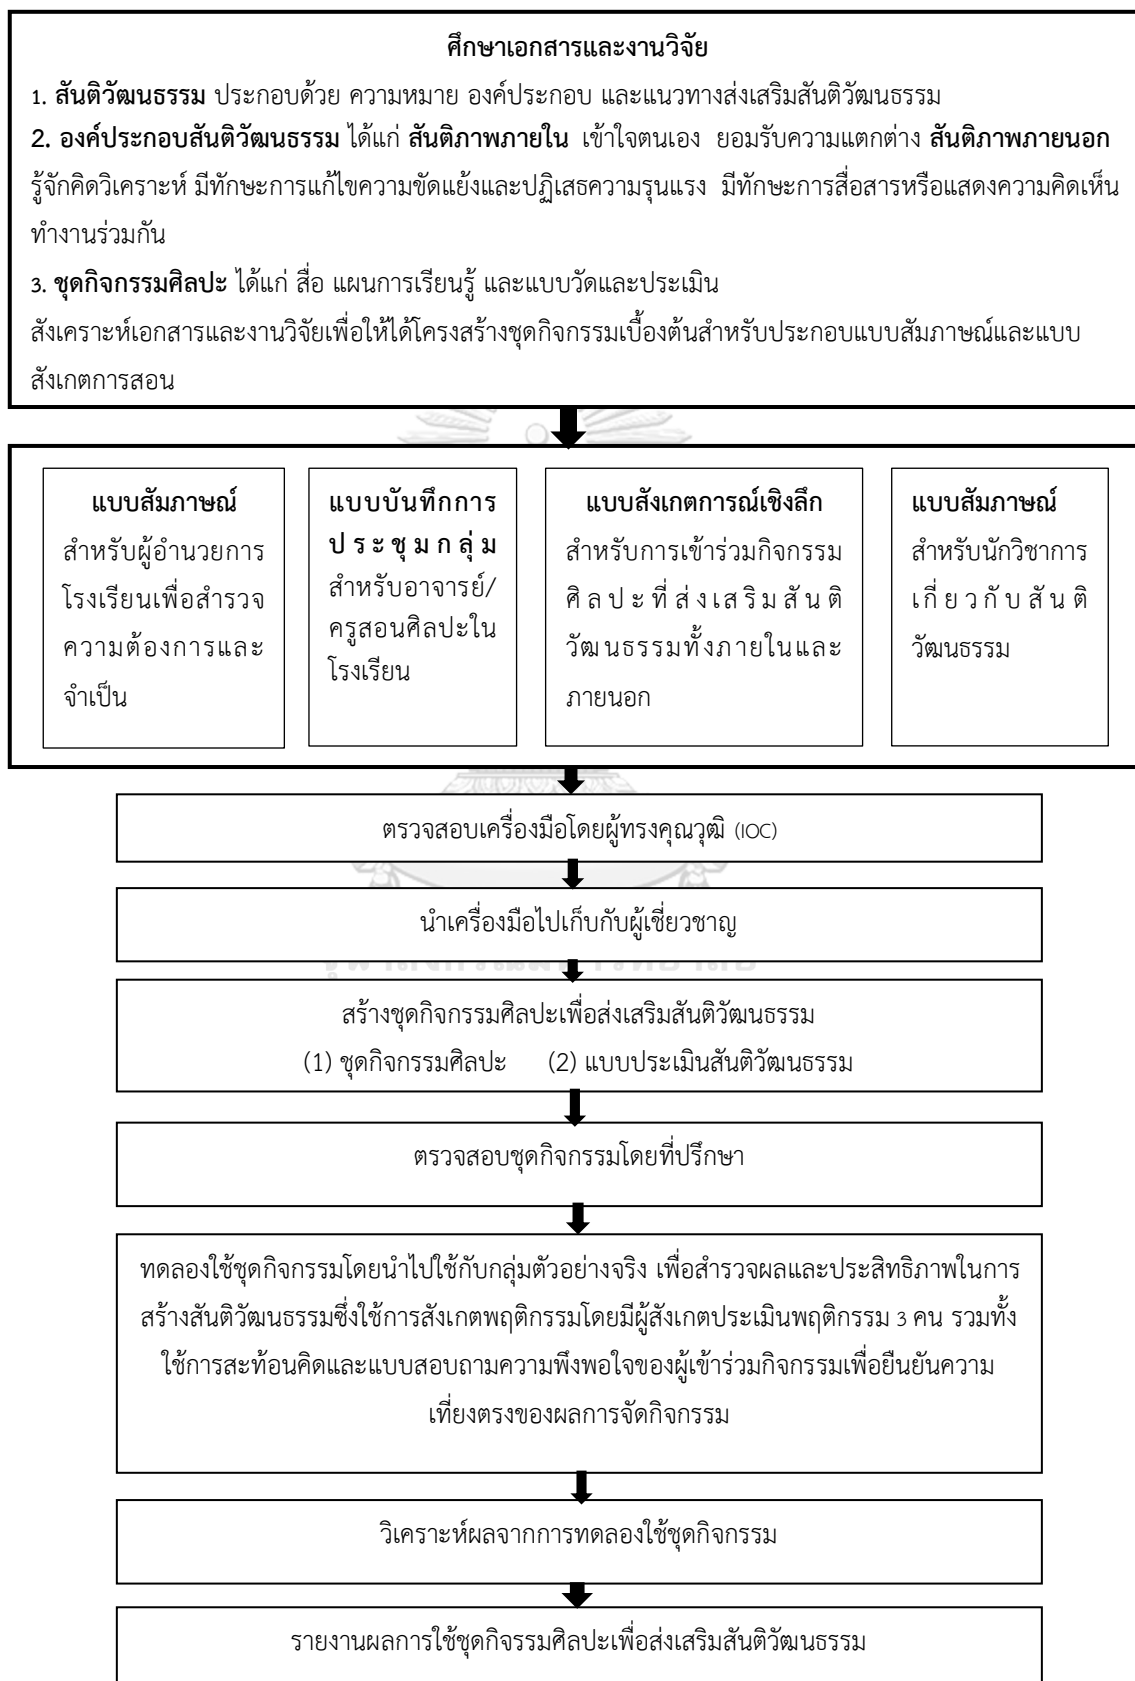 ศึกษาเอกสารและงานวิจัย
1. สันติวัฒนธรรม ประกอบด้วย ความหมาย องค์ประกอบ และแนวทางส่งเสริมสันติวัฒนธรรม
2. องค์ประกอบสันติวัฒนธรรม ได้แก่ สันติภาพภายใน เข้าใจตนเอง ยอมรับความแตกต่าง สันติภาพภายนอก
รู้จักคิดวิเคราะห์ มีทักษะการแก้ไขความขัดแย้งและปฏิเสธความรุนแรง มีทักษะการสื่อสารหรือแสดงความคิดเห็น
ทำงานร่วมกัน
3. ชุดกิจกรรมศิลปะ ได้แก่ สื่อ แผนการเรียนรู้ และแบบวัดและประเมิน
สังเคราะห์เอกสารและงานวิจัยเพื่อให้ได้โครงสร้างชุดกิจกรรมเบื้องต้นสำหรับประกอบแบบสัมภาษณ์และแบบ
สังเกตการสอน
แบบสัมภาษณ์
สำหรับผู้อำนวยการ
โรงเรียนเพื่อสำรวจ
ความต้องการและ
จำเป็น
แบบบันทึกการ
ประชุมกลุ่ม
สำหรับอาจารย์/
ครูสอนศิลปะใน
โรงเรียน
แบบสังเกตการณ์เชิงลึก
สำหรับการเข้าร่วมกิจกรรม
ศิลปะที่ส่งเสริมสันติ
วัฒนธรรมทั้งภายในและ
ภายนอก
แบบสัมภาษณ์
สำหรับนักวิชาการ
เกี่ยวกับสันติ
วัฒนธรรม
ตรวจสอบเครื่องมือโดยผู้ทรงคุณวุฒิ (IOC)
นำเครื่องมือไปเก็บกับผู้เชี่ยวชาญ
จุฬาลงกรณ์มหาวิทยาลัย
สร้างชุดกิจกรรมศิลปะเพื่อส่งเสริมสันติวัฒนธรรม
(1) ชุดกิจกรรมศิลปะ (2) แบบประเมินสันติวัฒนธรรม
ตรวจสอบชุดกิจกรรมโดยที่ปรึกษา
ทดลองใช้ชุดกิจกรรมโดยนำไปใช้กับกลุ่มตัวอย่างจริง เพื่อสำรวจผลและประสิทธิภาพในการ
สร้างสันติวัฒนธรรมซึ่งใช้การสังเกตพฤติกรรมโดยมีผู้สังเกตประเมินพฤติกรรม 3 คน รวมทั้ง
ใช้การสะท้อนคิดและแบบสอบถามความพึงพอใจของผู้เข้าร่วมกิจกรรมเพื่อยืนยันความ
เที่ยงตรงของผลการจัดกิจกรรม
วิเคราะห์ผลจากการทดลองใช้ชุดกิจกรรม
รายงานผลการใช้ชุดกิจรรมศิลปะเพื่อส่งเสริมสันติวัฒนธรรม